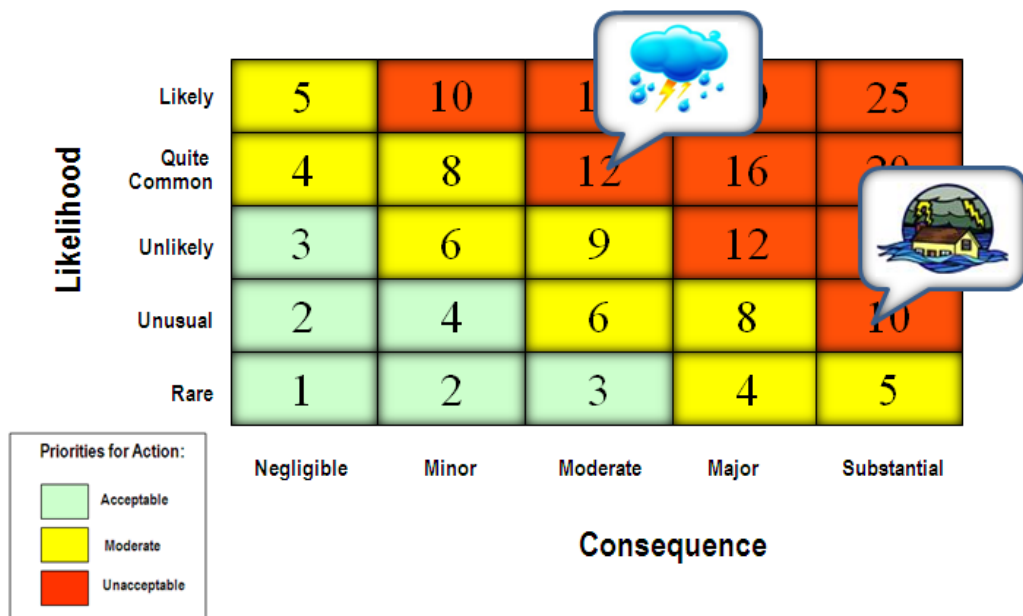 Likely 5 10 25
Quite
Common 4 8 12 16
Unlikely 3 6 9 12
Unusual 2 4 6 8 10
Rare 1 2 3 4 5
Likelihood
Negligible Minor Moderate Major Substantial
Consequence
Priorities for Action:
Acceptable
Moderate
Unacceptable